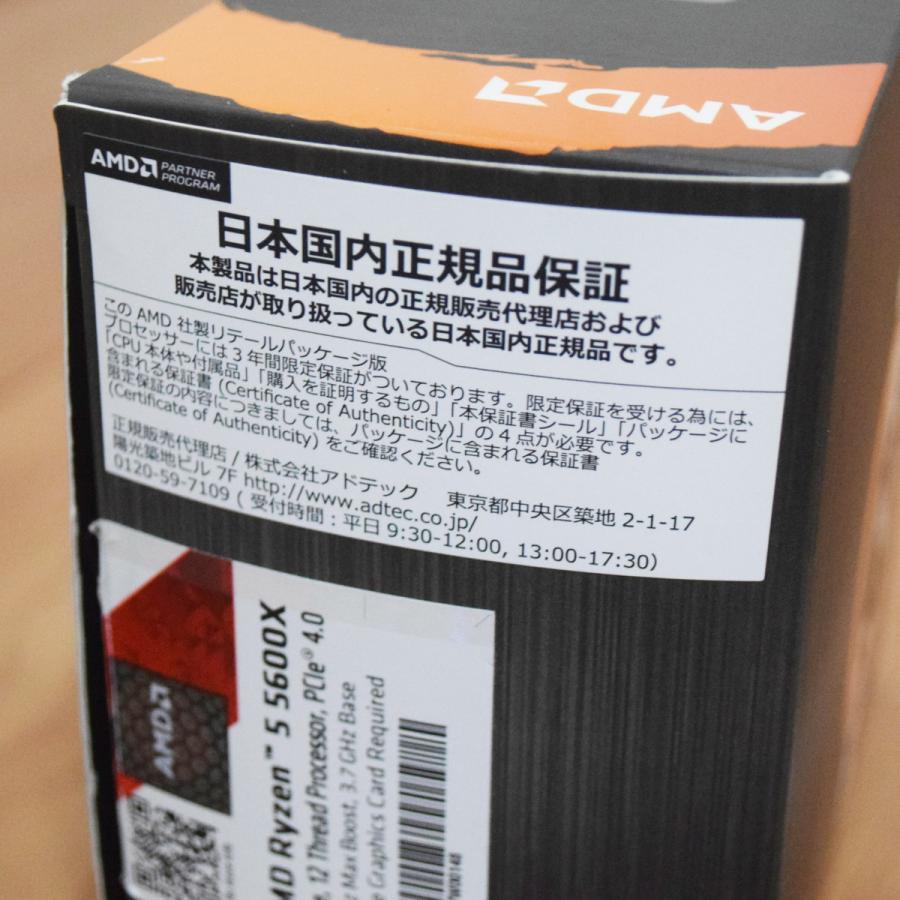 AMD
AMD PARTNER
PROGRAM
日本国内正規品保証
本製品は日本国内の正規販売代理店および
販売店が取り扱っている日本国内正規品です。
この AMD 社製リテールパッケージ版
プロセッサーには 3 年間限定保証がついております。限定保証を受ける為には、
「CPU 本体や付属品」「購入を証明するもの」「本保証書シール」「パッケージに
含まれる保証書 (Certificate of Authenticity)」の 4 点が必要です。
限定保証の内容につきましては、パッケージに含まれる保証書
(Certificate of Authenticity) をご確認ください。
正規販売代理店 / 株式会社アドテック 東京都中央区築地 2-1-17
陽光築地ビル 7F http://www.adtec.co.jp/
0120-59-7109 ( 受付時間：平日 9:30-12:00, 13:00-17:30)
AMD
Ryzen™ 5 5600X
12 Thread Processor, PCIe® 4.0
Max Boost, 3.7 GHz Base
Graphics Card Required